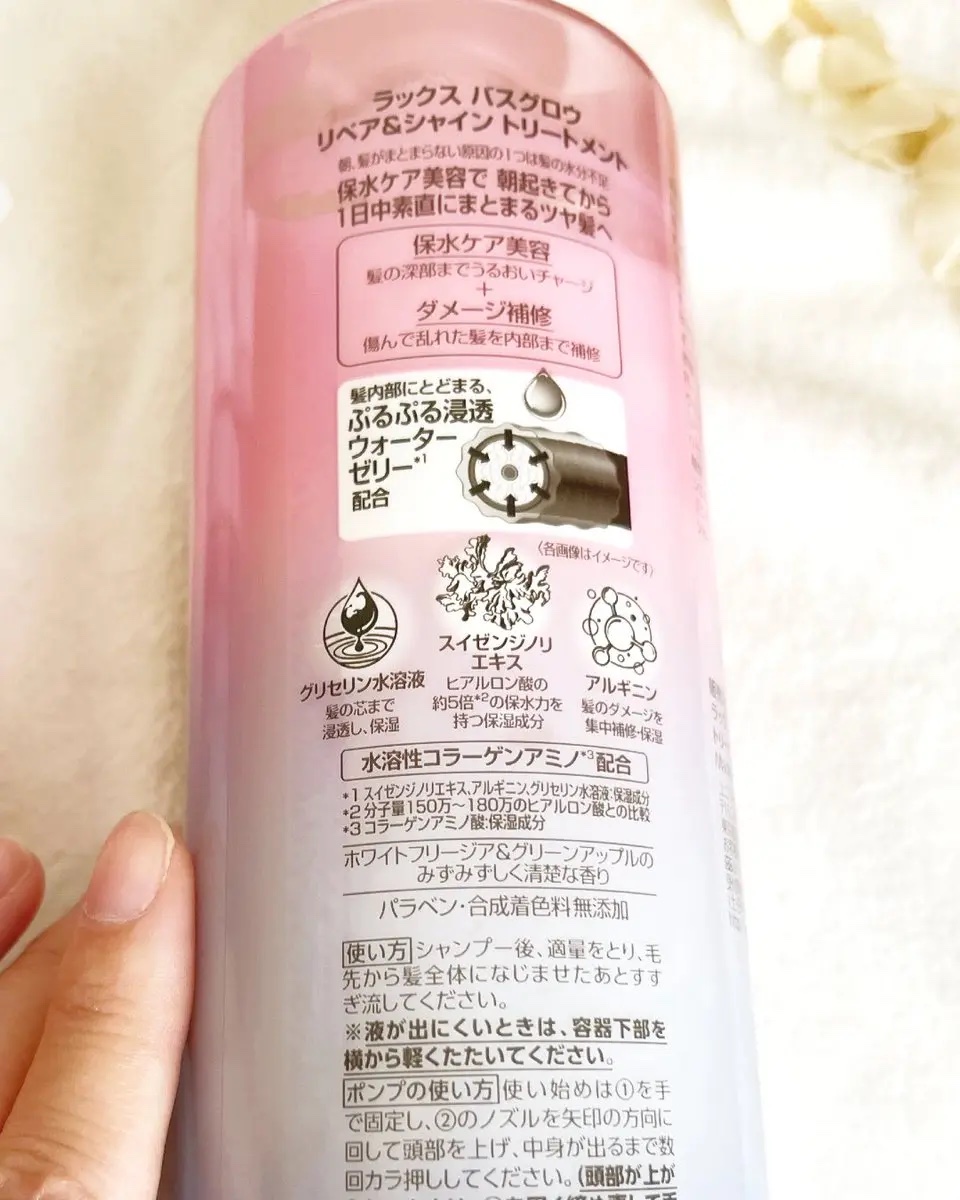 ラックス バスグロウ
リペア&シャイン トリートメント
朝、髪がまとまらない原因の1つは髪の水分不足
保水ケア美容で 朝起きてから
1日中素直にまとまるツヤ髪へ
保水ケア美容
髪の深部までうるおいチャージ
+
ダメージ補修
傷んで乱れた髪を内部まで補修
髪内部にとどまる、
ぷるぷる浸透
ウォーター
ゼリー*1
配合
(各画像はイメージです)
グリセリン水溶液
髪の芯まで
浸透し、保湿
スイゼンジノリ
エキス
ヒアルロン酸の
約5倍*2の保水力を
持つ保湿成分
アルギニン
髪のダメージを
集中補修・保湿
水溶性コラーゲンアミノ*3配合
*1 スイゼンジノリエキス、アルギニン、グリセリン水溶液:保湿成分
*2 分子量150万～180万のヒアルロン酸との比較
*3 コラーゲンアミノ酸:保湿成分
ホワイトフリージア&グリーンアップルの
みずみずしく清楚な香り
パラベン・合成着色料無添加
使い方 シャンプー後、適量をとり、毛
先から髪全体になじませたあとすす
ぎ流してください。
※液が出にくいときは、容器下部を
横から軽くたたいてください。
ポンプの使い方 使い始めは①を手
で固定し、②のノズルを矢印の方向に
回して頭部を上げ、中身が出るまで数
回カラ押ししてください。(頭部が上が